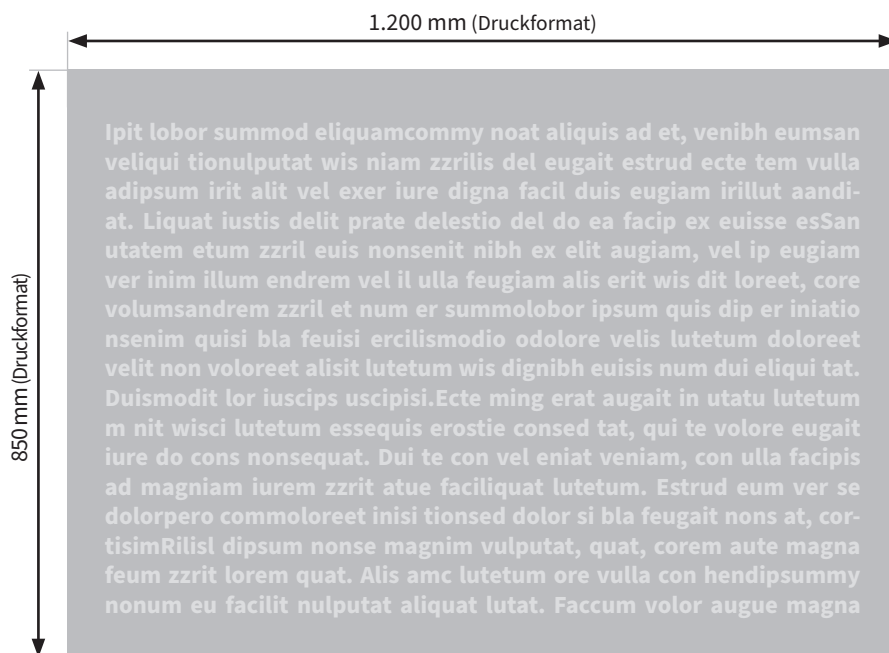 1.200 mm (Druckformat)
850 mm (Druckformat)
Ipit lobor summod eliquamcommy noat aliquis ad et, venibh eumsan
veliqui tionulputat wis niam zzrilis del eugait estrud ecte tem vulla
adipsum irit alit vel exer iure digna facil duis eugiam irillut aandi-
at. Liquat iustis delit prate delestio del do ea facip ex euisse esSan
utatem etum zzril euis nonsenit nibh ex elit augiam, vel ip eugiam
ver inim illum endrem vel il ulla feugiam alis erit wis dit loreet, core
volumsandrem zzril et num er summolobor ipsum quis dip er iniatio
nsenim quisi bla feuisi ercilismodio odolore velis lutetum doloreet
velit non voloreet alisit lutetum wis dignibh euisis num dui eliqui tat.
Duismodit lor iuscips uscipisi.Ecte ming erat augait in utatu lutetum
m nit wisci lutetum essequis erostie consed tat, qui te volore eugait
iure do cons nonsequat. Dui te con vel eniat veniam, con ulla facipis
ad magniam iurem zzrit atue faciliquat lutetum. Estrud eum ver se
dolorpero commoloreet inisi tionsed dolor si bla feugait nons at, cor-
tisimRilisl dipsum nonse magnim vulputat, quat, corem aute magna
feum zzrit lorem quat. Alis amc lutetum ore vulla con hendipsummy
nonum eu facilit nulputat aliquat lutat. Faccum volor augue magna